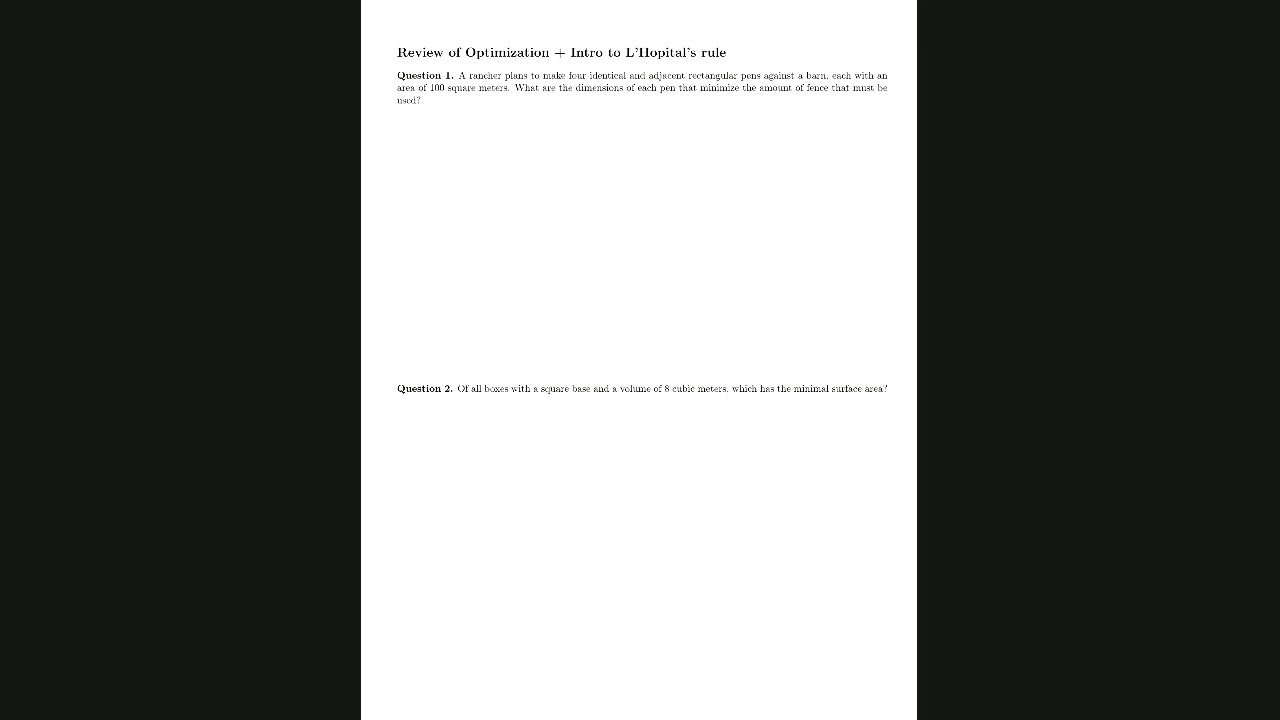 Review of Optimization + Intro to L'Hopital's rule
Question 1. A rancher plans to make four identical and adjacent rectangular pens against a barn, each with an
area of 100 square meters. What are the dimensions of each pen that minimize the amount of fence that must be
used?
Question 2. Of all boxes with a square base and a volume of 8 cubic meters, which has the minimal surface area?